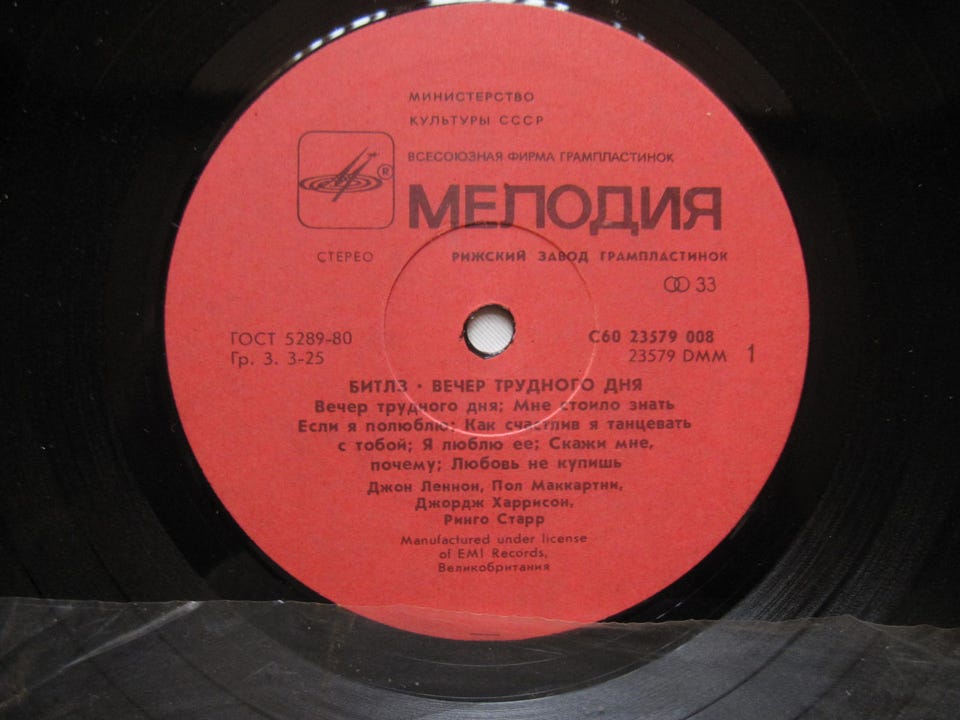 МИНИСТЕРСТВО
КУЛЬТУРЫ СССР
ВСЕСОЮЗНАЯ ФИРМА ГРАМПЛАСТИНОК
®
МЕЛОДИЯ
СТЕРЕО
РИЖСКИЙ ЗАВОД ГРАМПЛАСТИНОК
33
ГОСТ 5289-80
Гр. 3. 3-25
С60 23579 008
23579 DMM 1
БИТЛЗ · ВЕЧЕР ТРУДНОГО ДНЯ
Вечер трудного дня; Мне стоило знать
Если я полюблю; Как счастлив я танцевать
с тобой; Я люблю ее; Скажи мне,
почему; Любовь не купишь
Джон Леннон, Пол Маккартни,
Джордж Харрисон,
Ринго Старр
Manufactured under license
of EMI Records,
Великобритания